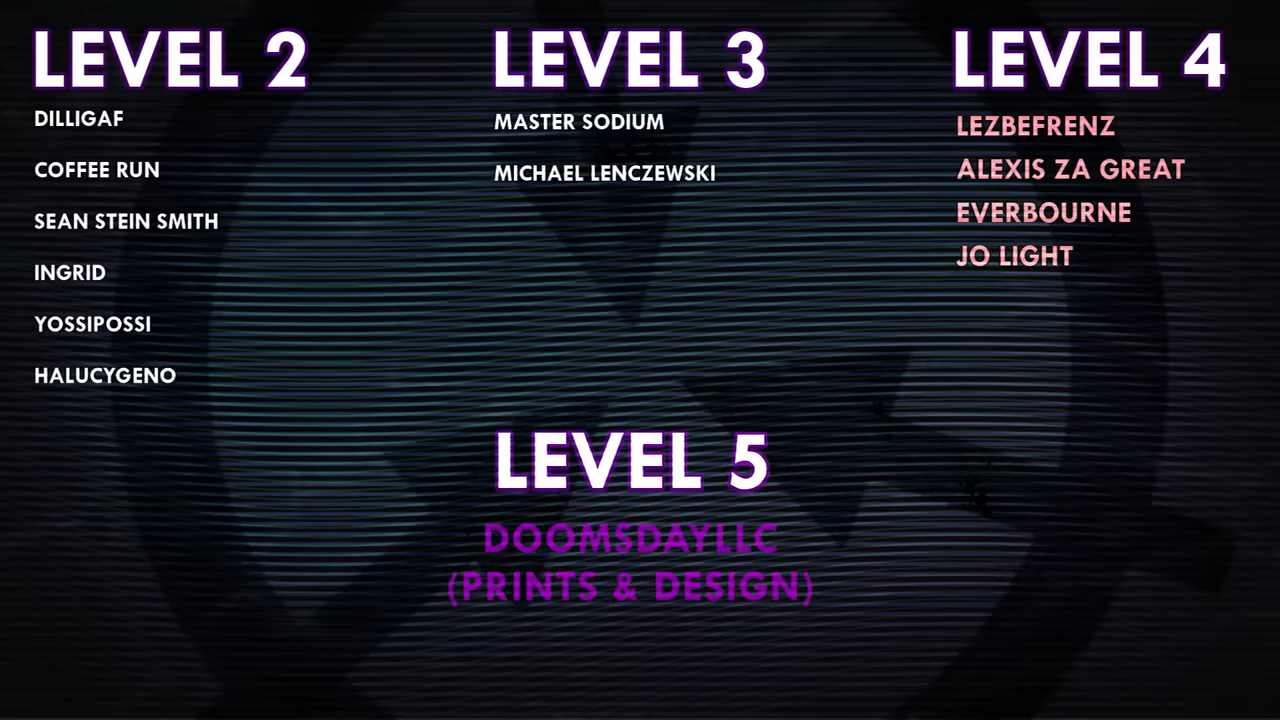 LEVEL 2
DILLIGAF
COFFEE RUN
SEAN STEIN SMITH
INGRID
YOSSIPOSSI
HALUCYGENO
LEVEL 3
MASTER SODIUM
MICHAEL LENCZEWSKI
LEVEL 4
LEZBEFRENZ
ALEXIS ZA GREAT
EVERBOURNE
JO LIGHT
LEVEL 5
DOOMSDAYLLC
(PRINTS & DESIGN)